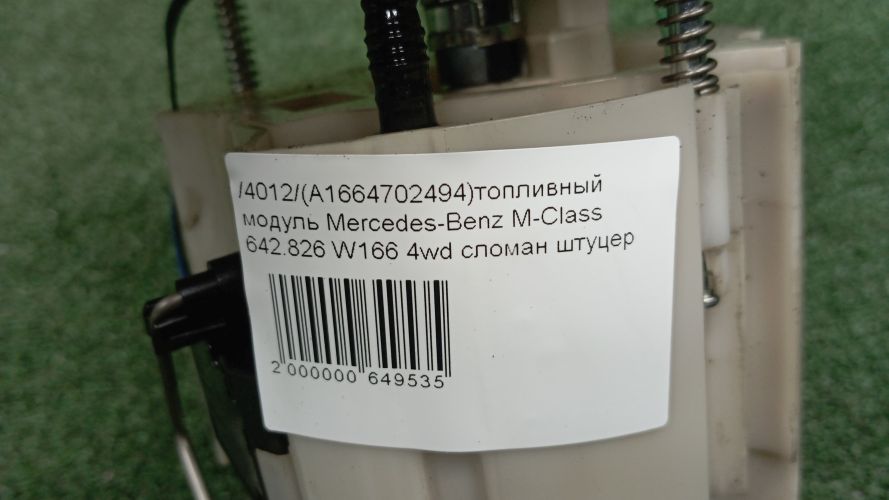 /4012/(A1664702494)топливный
модуль Mercedes-Benz M-Class
642.826 W166 4wd сломан штуцер
2 000000 649535